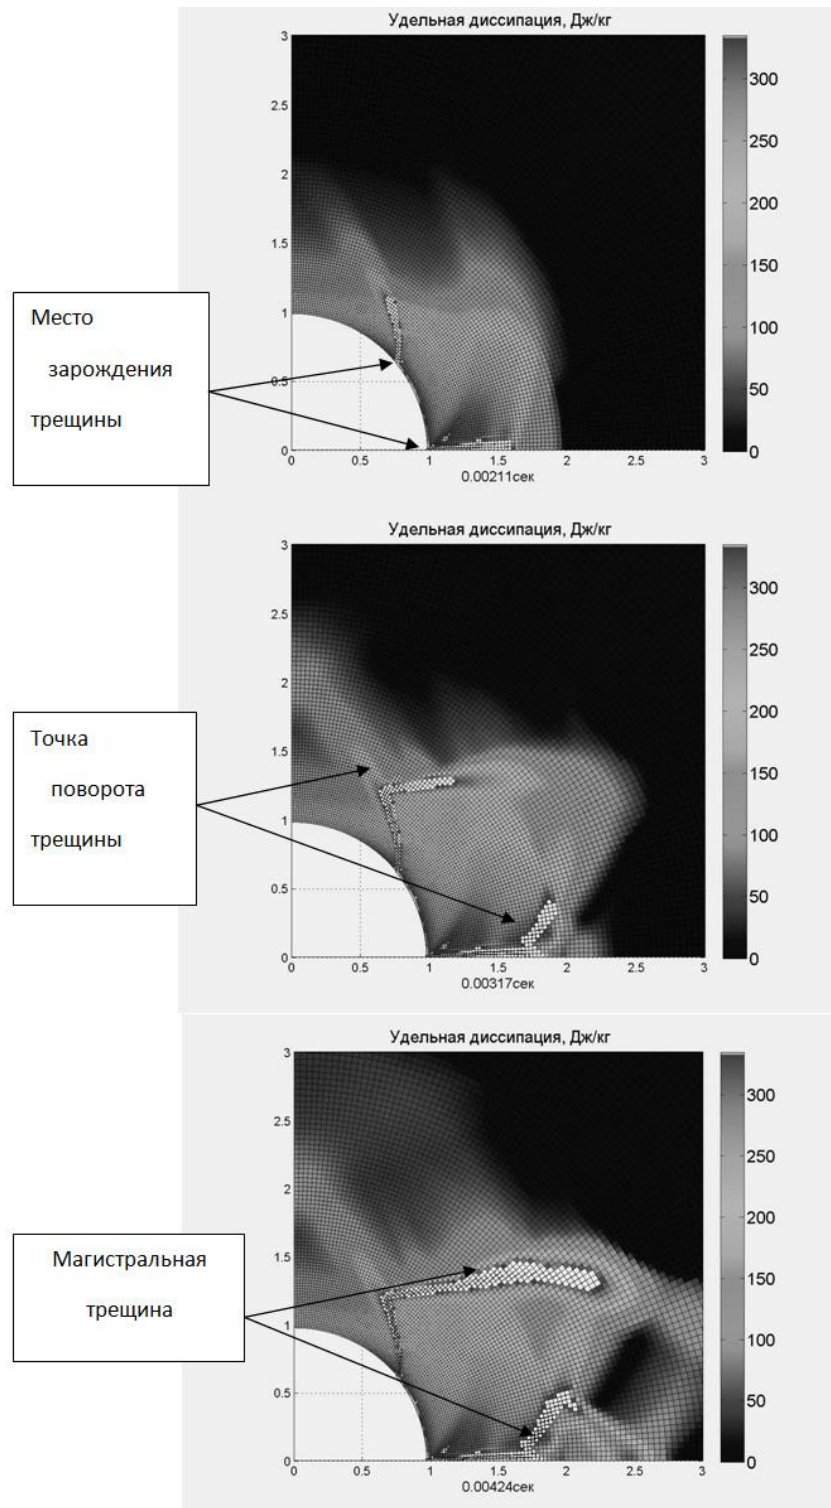 Удельная диссипация, Дж/кг
3
2.5
2
1.5
1
0.5
0
0 0.5 1 1.5 2 2.5 3
0.00211сек
300
250
200
150
100
50
0
Место
зарождения
трещины
Удельная диссипация, Дж/кг
3
2.5
2
1.5
1
0.5
0
0 0.5 1 1.5 2 2.5 3
0.00317сек
300
250
200
150
100
50
0
Точка
поворота
трещины
Удельная диссипация, Дж/кг
3
2.5
2
1.5
1
0.5
0
0 0.5 1 1.5 2 2.5 3
0.00424сек
300
250
200
150
100
50
0
Магистральная
трещина